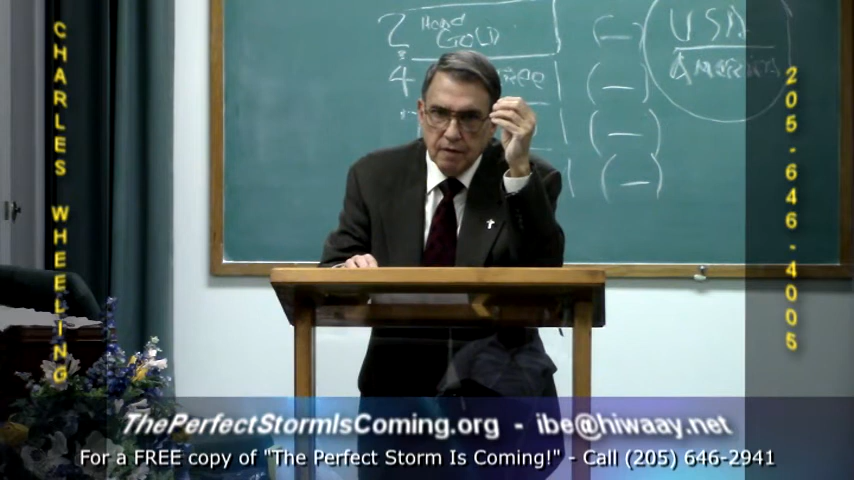 CHARLES WHEELING
2 Head GOLD
4
USA
America
205-646-4005
ThePerfectStormIsComing.org - ibe@hiwaay.net
For a FREE copy of "The Perfect Storm Is Coming!" - Call (205) 646-2941